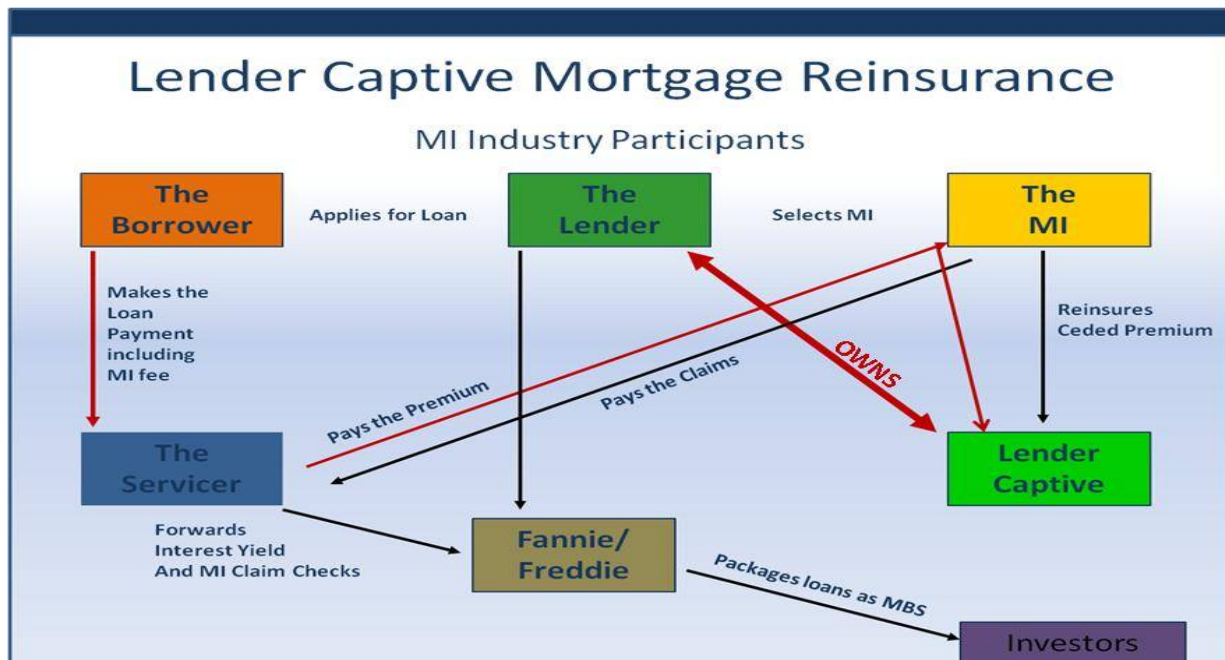 Lender Captive Mortgage Reinsurance
MI Industry Participants
The
Borrower
Applies for Loan
The
Lender
Selects MI
The
MI
Makes the
Loan
Payment
including
MI fee
Reinsures
Ceded Premium
OWNS
Pays the Claims
Pays the Premium
The
Servicer
Lender
Captive
Forwards
Interest Yield
And MI Claim Checks
Fannie/
Freddie
Packages loans as MBS
Investors